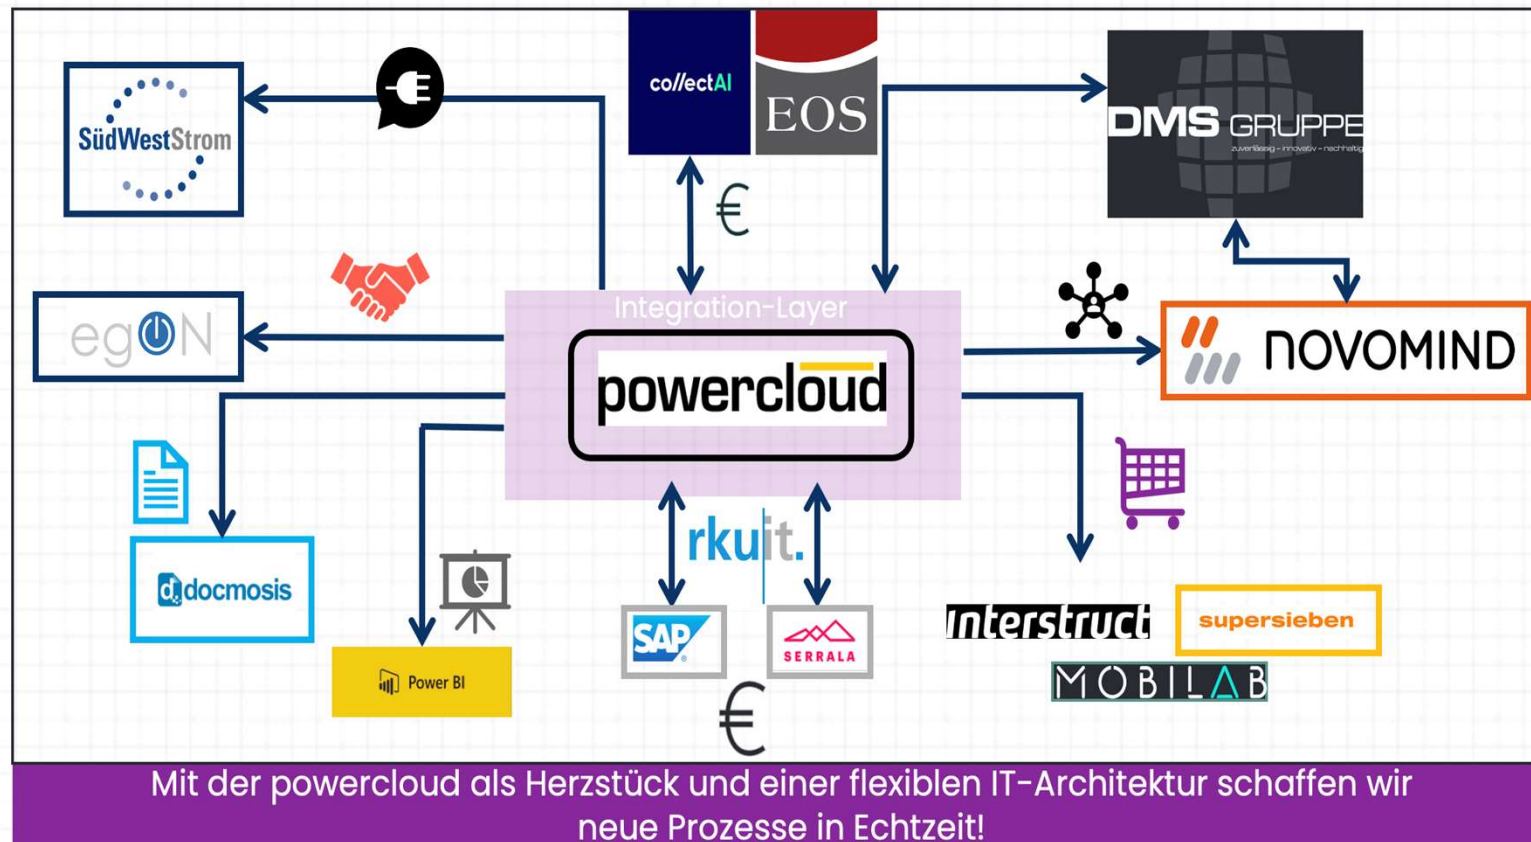 SüdWestStrom
collectAI
EOS
DMS GRUPPE
zuverlässig – innovativ – nachhaltig
€
egON
Integration-Layer
powercloud
NOVOMIND
docmosis
rkuit.
Power BI
SAP
SERRALA
interstruct
supersieben
MOBILAB
€
Mit der powercloud als Herzstück und einer flexiblen IT-Architektur schaffen wir
neue Prozesse in Echtzeit!